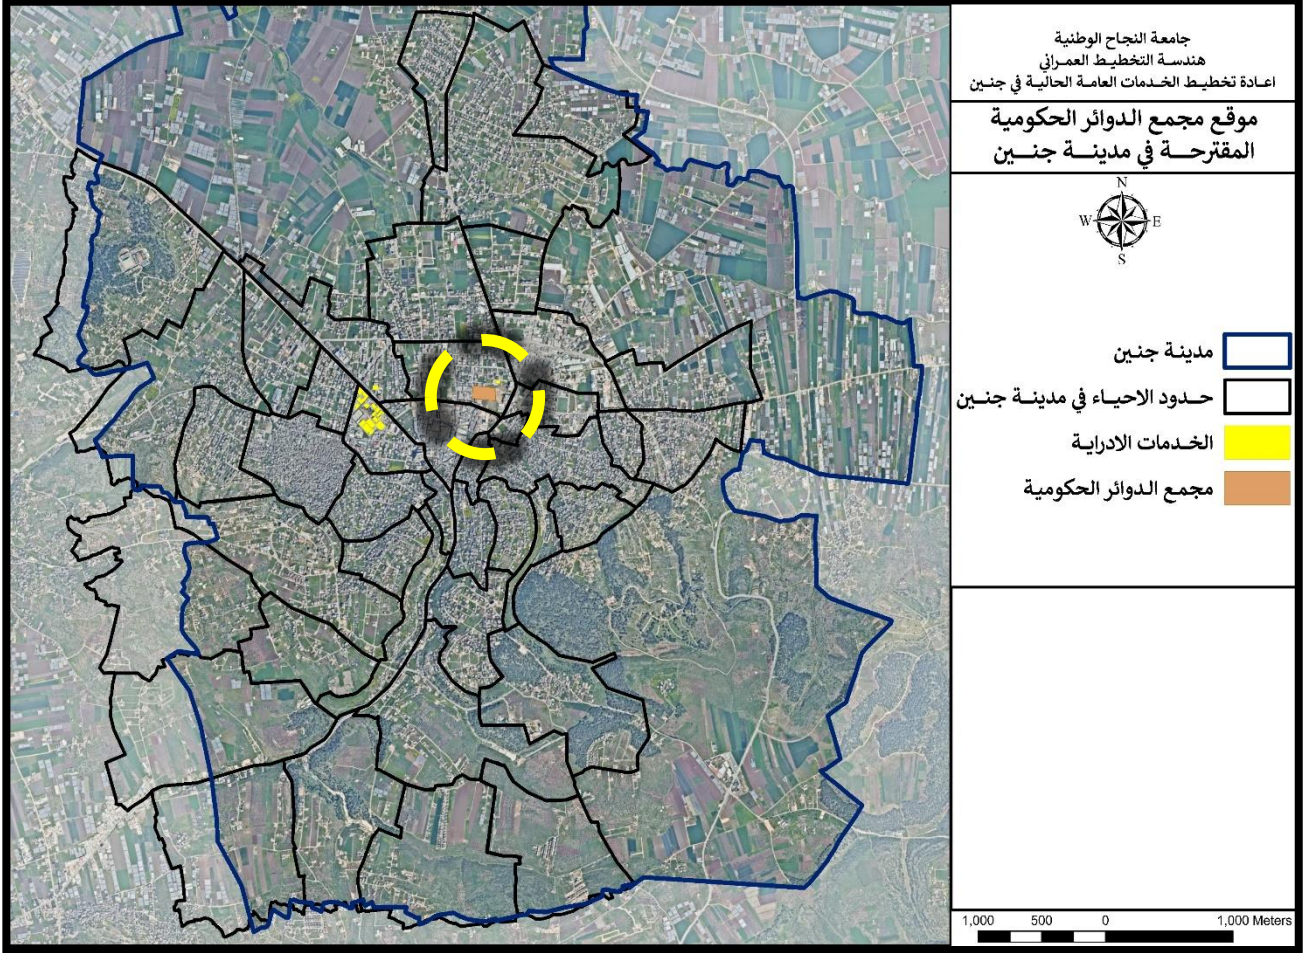 جامعة النجاح الوطنية
هندسة التخطيط العمراني
اعادة تخطيط الخدمات العامة الحالية في جنين
موقع مجمع الدوائر الحكومية
المقترحة في مدينة جنين
N
W E
S
مدينة جنين
حدود الاحياء في مدينة جنين
الخدمات الادراية
مجمع الدوائر الحكومية
1,000 500 0 1,000 Meters